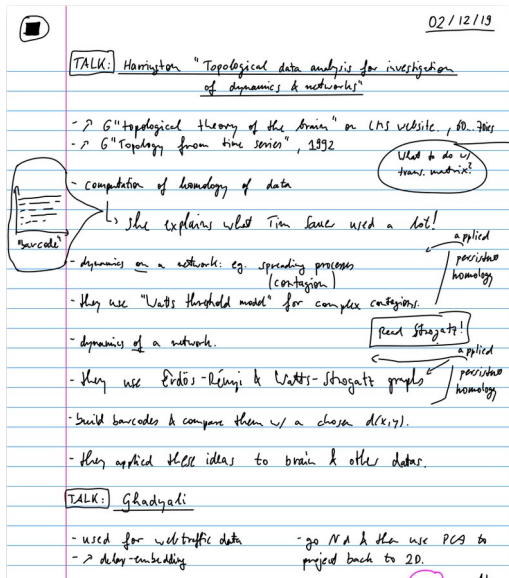 02/12/19
TALK: Harrington "Topological data analysis for investigation
of dynamics & networks"
- ↗ G "topological theory of the brain" on LMS website, 60...70ies
- ↗ G "Topology from time series", 1992
What to do w/
trans. matrix?
- computation of homology of data
"Barcode"
↳ she explains what Tim Sauer used a lot!
applied
persistent
homology
- dynamics on a network: eg. spreading processes
(contagion)
- they use "Watts threshold model" for complex contagions.
Read Strogatz!
- dynamics of a network.
applied
persistent
homology
- they use Erdös-Rényi & Watts-Strogatz graphs
- build barcodes & compare them w/ a chosen d(x,y).
- they applied these ideas to brain & other datas.
TALK: Ghadyali
- used for webtraffic data
- ↗ delay-embedding
- go Nd & then use PCA to
project back to 2D.